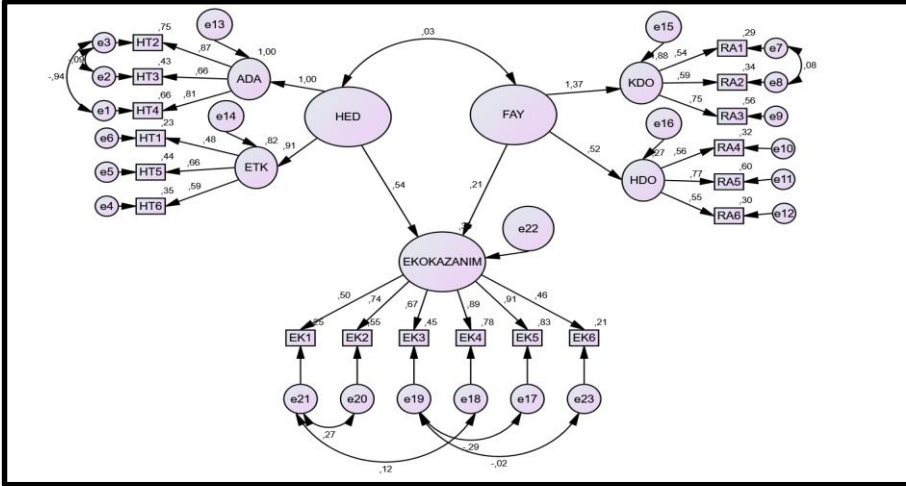 e13
e15
,03
e3
,75
HT2
,87
1,00
,29
RA1
e7
,54
1,88
-,09
,43
e2
HT3
,66
ADA
1,00
1,37
KDO
,59
,34
RA2
e8
,08
-,94
,66
e1
HT4
,81
e14
HED
FAY
,75
,56
RA3
e9
e16
,23
e6
HT1
,48
,82
,91
,52
,27
,56
,32
RA4
e10
,44
e5
HT5
,66
ETK
HDO
,77
,60
RA5
e11
,59
,35
e4
HT6
,54
,21
,55
,30
RA6
e12
e22
EKOKAZANIM
,50
,74
,67
,89
,91
,46
EK1
,25
EK2
,55
EK3
,45
EK4
,78
EK5
,83
EK6
,21
e21
e20
e19
e18
e17
e23
,27
-,29
,12
-,02